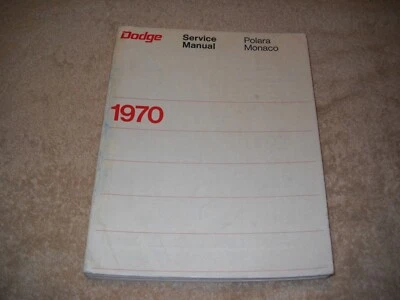 Dodge
Service
Manual
Polara
Monaco
1970